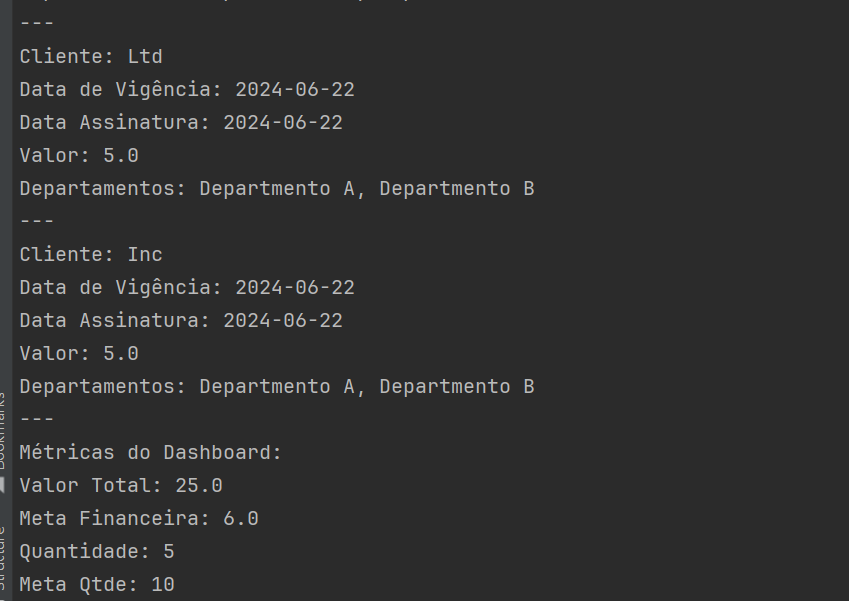 ---
Cliente: Ltd
Data de Vigência: 2024-06-22
Data Assinatura: 2024-06-22
Valor: 5.0
Departamentos: Departmento A, Departmento B
---
Cliente: Inc
Data de Vigência: 2024-06-22
Data Assinatura: 2024-06-22
Valor: 5.0
Departamentos: Departmento A, Departmento B
---
Métricas do Dashboard:
Valor Total: 25.0
Meta Financeira: 6.0
Quantidade: 5
Meta Qtde: 10
Bookmarks
Structure